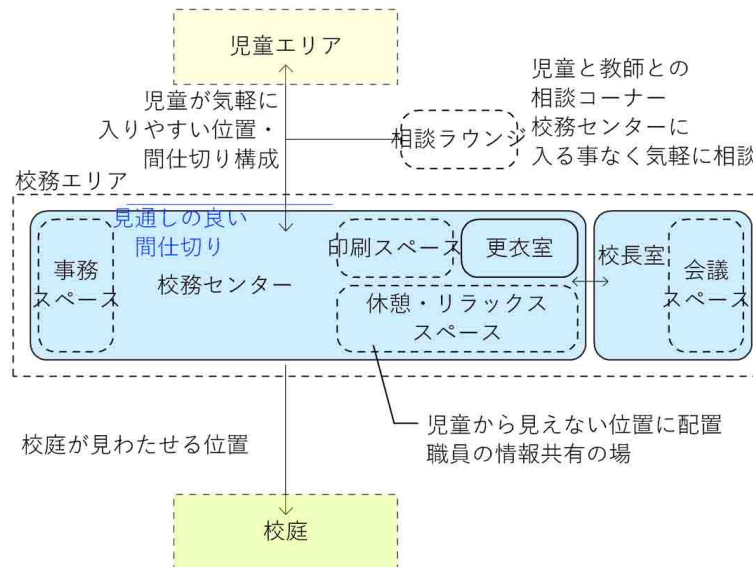 児童エリア
児童が気軽に
入りやすい位置・
間仕切り構成
相談ラウンジ
児童と教師との
相談コーナー
校務センターに
入る事なく気軽に相談
校務エリア
見通しの良い
間仕切り
事務
スペース
校務センター
印刷スペース
更衣室
休憩・リラックス
スペース
校長室
会議
スペース
児童から見えない位置に配置
職員の情報共有の場
校庭が見わたせる位置
校庭